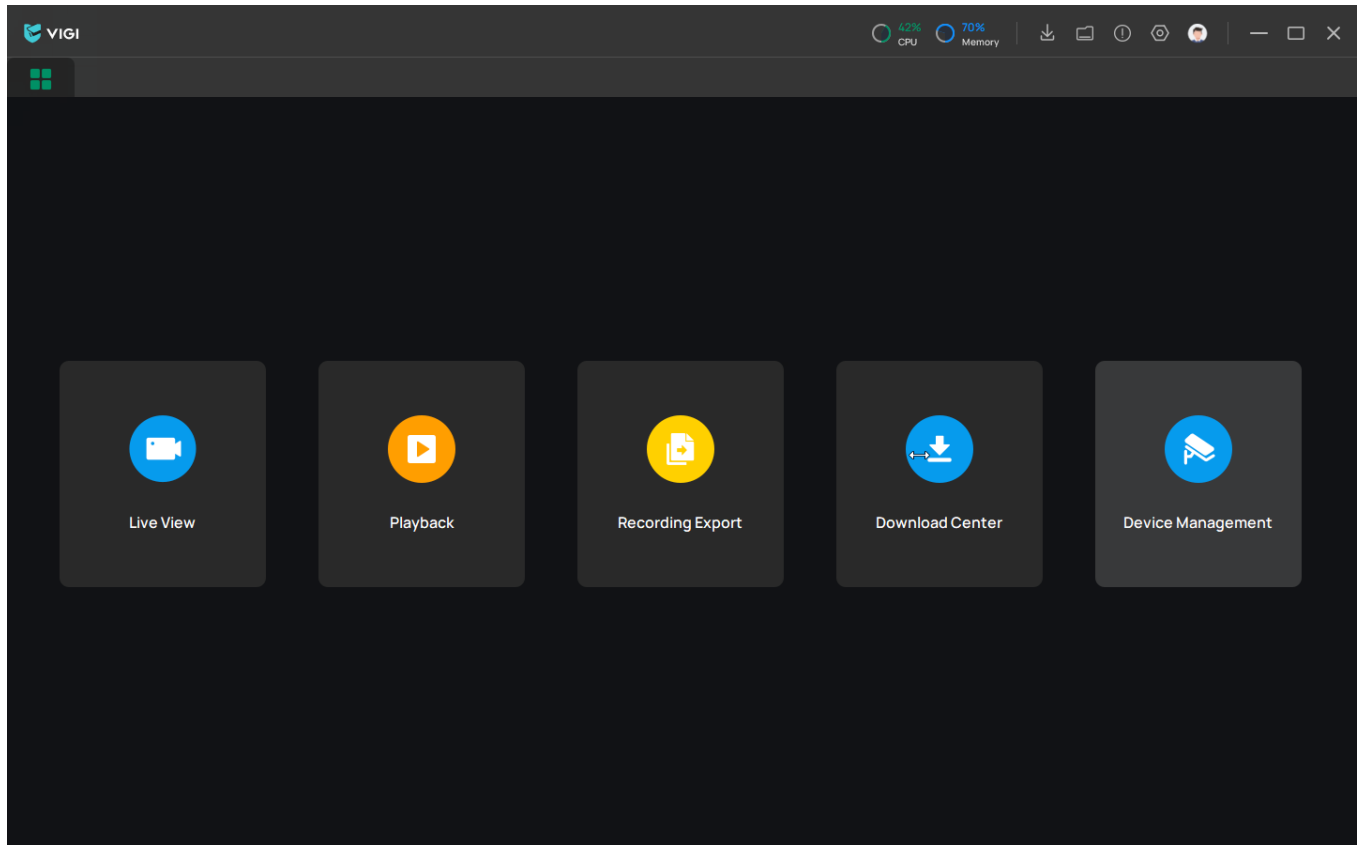 VIGI
42%
CPU
70%
Memory
Live View
Playback
Recording Export
Download Center
Device Management